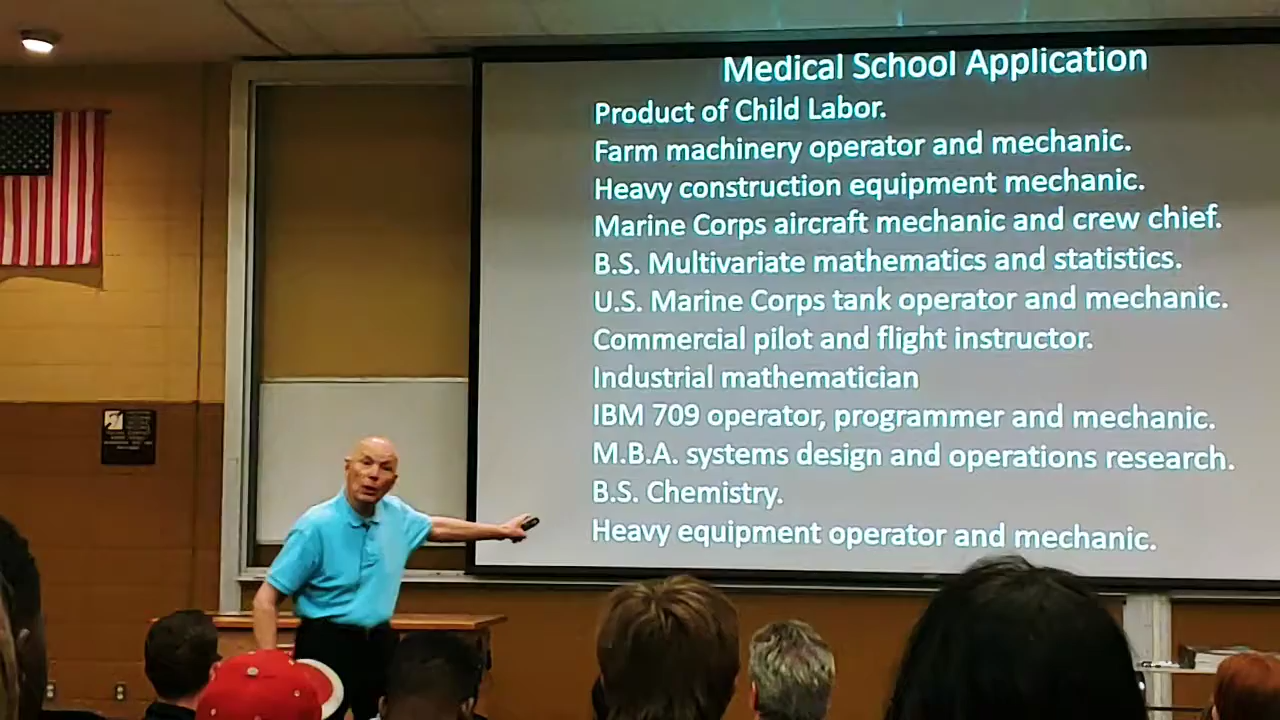 Medical School Application
Product of Child Labor.
Farm machinery operator and mechanic.
Heavy construction equipment mechanic.
Marine Corps aircraft mechanic and crew chief.
B.S. Multivariate mathematics and statistics.
U.S. Marine Corps tank operator and mechanic.
Commercial pilot and flight instructor.
Industrial mathematician
IBM 709 operator, programmer and mechanic.
M.B.A. systems design and operations research.
B.S. Chemistry.
Heavy equipment operator and mechanic.